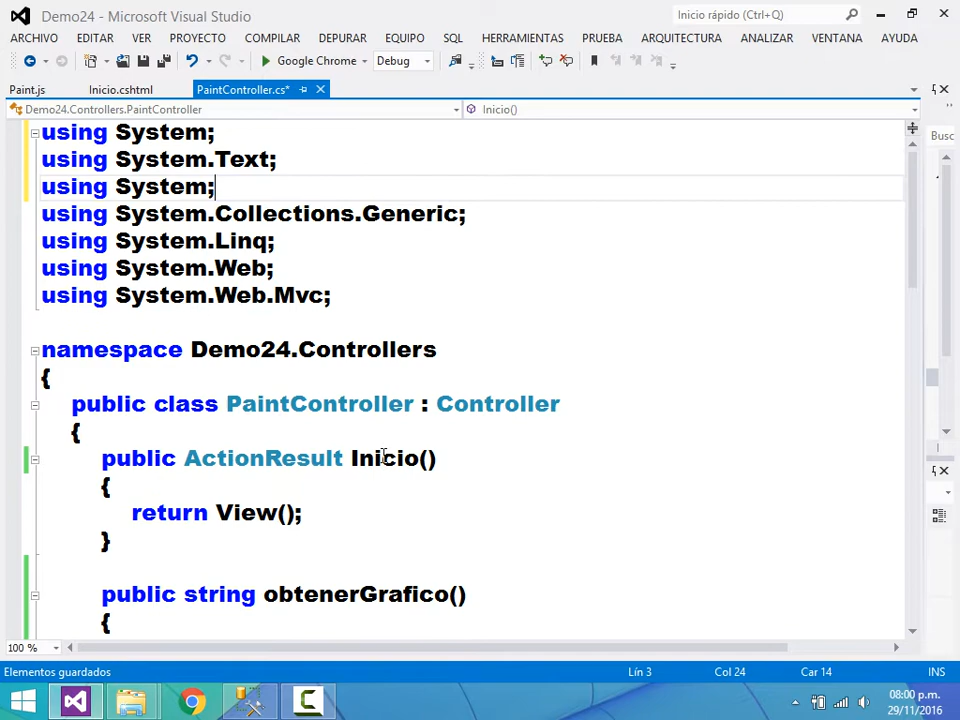 Demo24 - Microsoft Visual Studio
Inicio rápido (Ctrl+Q)
ARCHIVO EDITAR VER PROYECTO COMPILAR DEPURAR EQUIPO SQL HERRAMIENTAS PRUEBA ARQUITECTURA ANALIZAR VENTANA AYUDA
Google Chrome Debug
Paint.js Inicio.cshtml PaintController.cs*
Demo24.Controllers.PaintController Inicio()
Busc
using System;
using System.Text;
using System;
using System.Collections.Generic;
using System.Linq;
using System.Web;
using System.Web.Mvc;
namespace Demo24.Controllers
{
public class PaintController : Controller
{
public ActionResult Inicio()
{
return View();
}
public string obtenerGrafico()
{
100 %
Elementos guardados Lín 3 Col 24 Car 14 INS
08:00 p.m.
29/11/2016